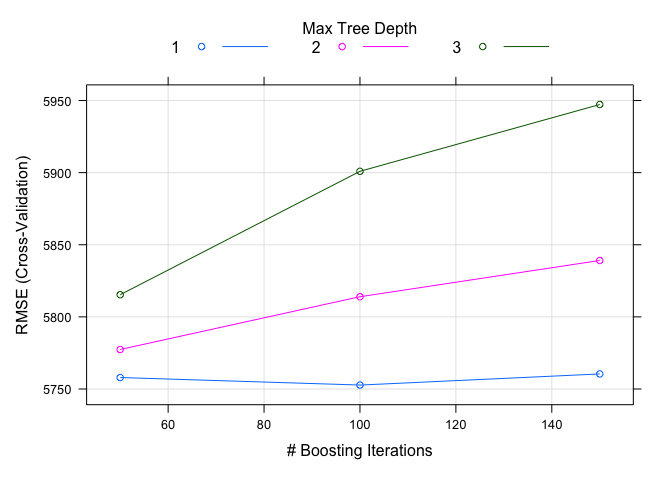 Max Tree Depth
1 2 3
RMSE (Cross-Validation)
5950
5900
5850
5800
5750
60 80 100 120 140
# Boosting Iterations